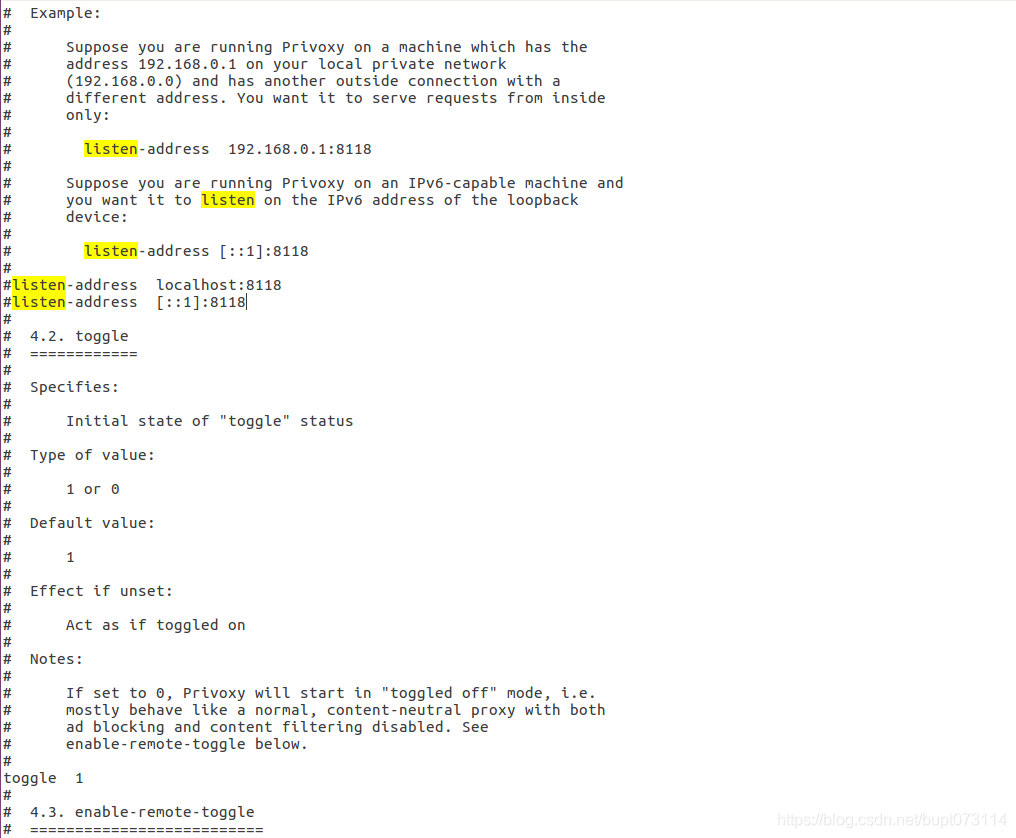 #  Example:
#
#      Suppose you are running Privoxy on a machine which has the
#      address 192.168.0.1 on your local private network
#      (192.168.0.0) and has another outside connection with a
#      different address. You want it to serve requests from inside
#      only:
#
#        listen-address  192.168.0.1:8118
#
#      Suppose you are running Privoxy on an IPv6-capable machine and
#      you want it to listen on the IPv6 address of the loopback
#      device:
#
#        listen-address [::1]:8118
#
#listen-address  localhost:8118
#listen-address  [::1]:8118
#
#  4.2. toggle
#  ============
#
#  Specifies:
#
#      Initial state of "toggle" status
#
#  Type of value:
#
#      1 or 0
#
#  Default value:
#
#      1
#
#  Effect if unset:
#
#      Act as if toggled on
#
#  Notes:
#
#      If set to 0, Privoxy will start in "toggled off" mode, i.e.
#      mostly behave like a normal, content-neutral proxy with both
#      ad blocking and content filtering disabled. See
#      enable-remote-toggle below.
#
toggle  1
#
#  4.3. enable-remote-toggle
#  ==========================
https://blog.csdn.net/bupt073114